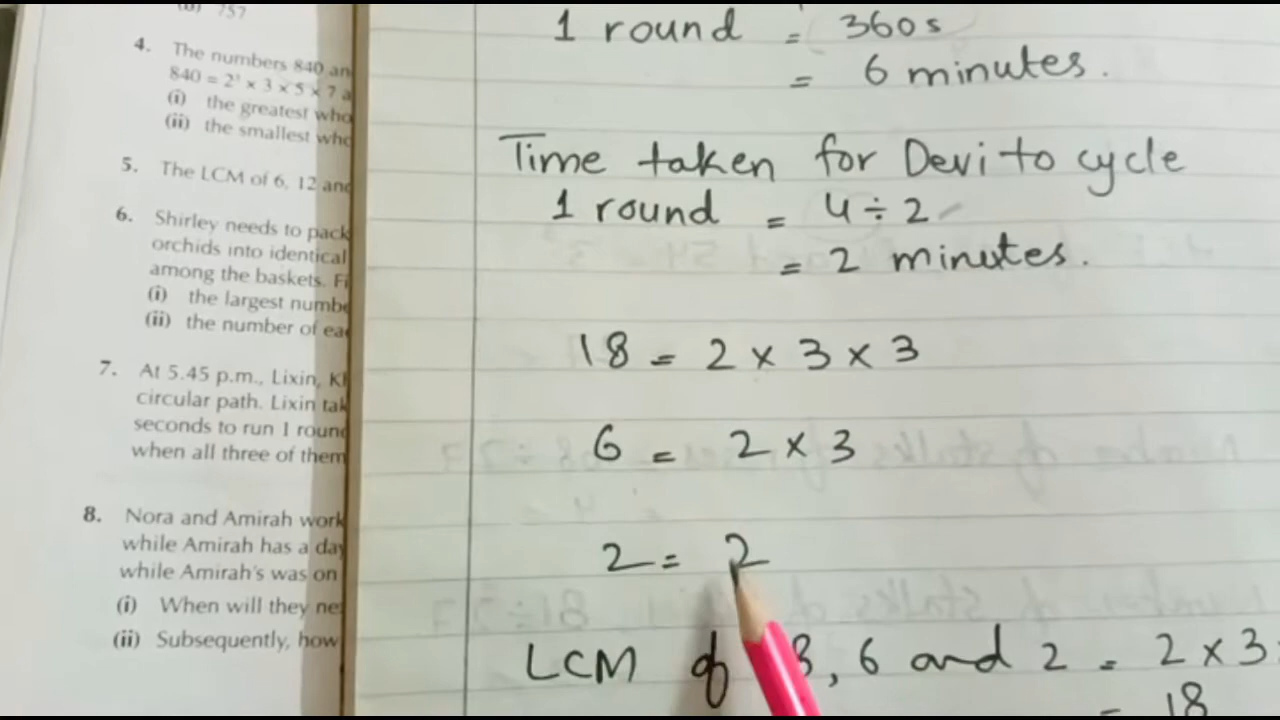 (b) 757
4. The numbers 840 an
840 = 2³ × 3 × 5 × 7 a
(i) the greatest who
(ii) the smallest who
5. The LCM of 6, 12 and
6. Shirley needs to pack
orchids into identical
among the baskets. Fi
(i) the largest numbe
(ii) the number of ea
7. At 5.45 p.m., Lixin, Kh
circular path. Lixin tak
seconds to run 1 round
when all three of them
8. Nora and Amirah work
while Amirah has a day
while Amirah's was on
(i) When will they ne
(ii) Subsequently, how
1 round = 360s
= 6 minutes.
Time taken for Devi to cycle
1 round = 4 ÷ 2
= 2 minutes.
18 = 2 × 3 × 3
6 = 2 × 3
2 = 2
LCM of 8, 6 and 2 = 2 × 3
= 18